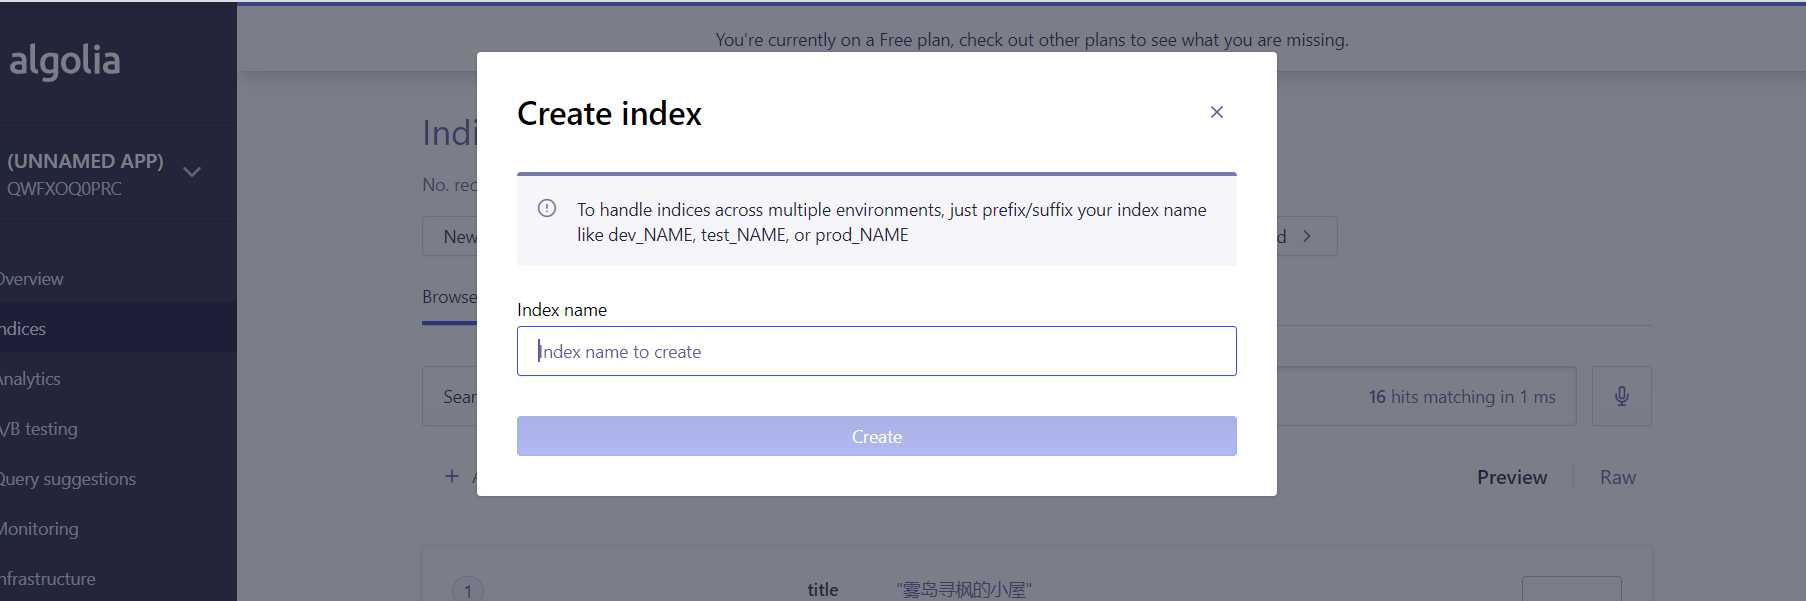 algolia
You're currently on a Free plan, check out other plans to see what you are missing.
Create index
(UNNAMED APP)
QWFXOQ0PRC
To handle indices across multiple environments, just prefix/suffix your index name
like dev_NAME, test_NAME, or prod_NAME
Indi
No. rec
New
d
Overview
Browse
Index name
Indices
Index name to create
Analytics
Sear
16 hits matching in 1 ms
A/B testing
Create
Query suggestions
Preview
Raw
Monitoring
Infrastructure
1
title
"雾岛寻枫的小屋"